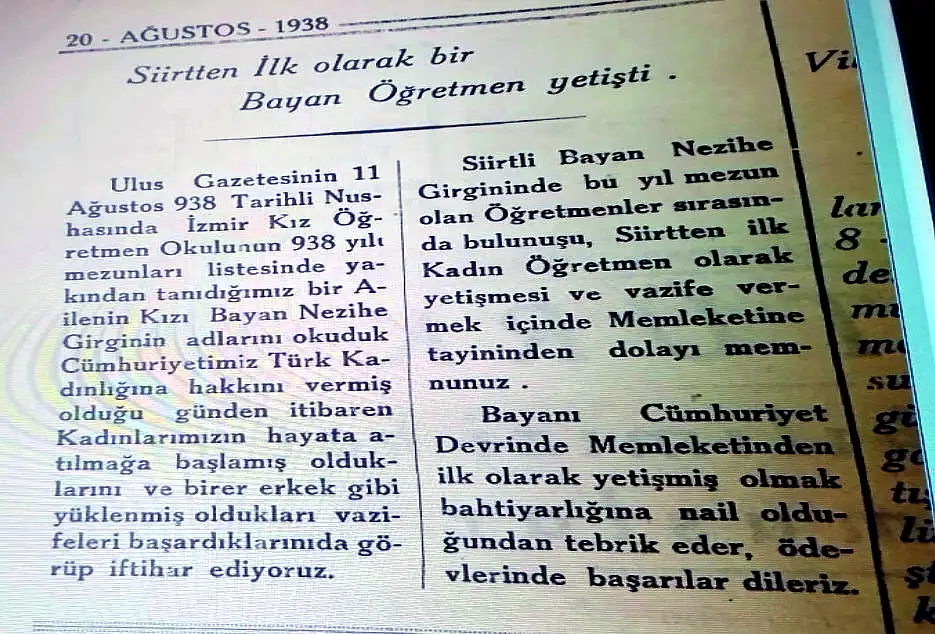 20 - AĞUSTOS - 1938
Siirtten İlk olarak bir
Bayan Öğretmen yetişti .
Ulus Gazetesinin 11
Ağustos 938 Tarihli Nus-
hasında İzmir Kız Öğ-
retmen Okulunun 938 yılı
mezunları listesinde ya-
kından tanıdığımız bir A-
ilenin Kızı Bayan Nezihe
Girginin adlarını okuduk
Cümhuriyetimiz Türk Ka-
dınlığına hakkını vermiş
olduğu günden itibaren
Kadınlarımızın hayata a-
tılmağa başlamış olduk-
larını ve birer erkek gibi
yüklenmiş oldukları vazi-
feleri başardıklarınıda gö-
rüp iftihar ediyoruz.
Siirtli Bayan Nezihe
Girgininde bu yıl mezun
olan Öğretmenler sırasın-
da bulunuşu, Siirtten ilk
Kadın Öğretmen olarak
yetişmesi ve vazife ver-
mek içinde Memleketine
tayininden dolayı mem-
nunuz .
Bayanı Cümhuriyet
Devrinde Memleketinden
ilk olarak yetişmiş olmak
bahtiyarlığına nail oldu-
ğundan tebrik eder, öde-
vlerinde başarılar dileriz.
8
de